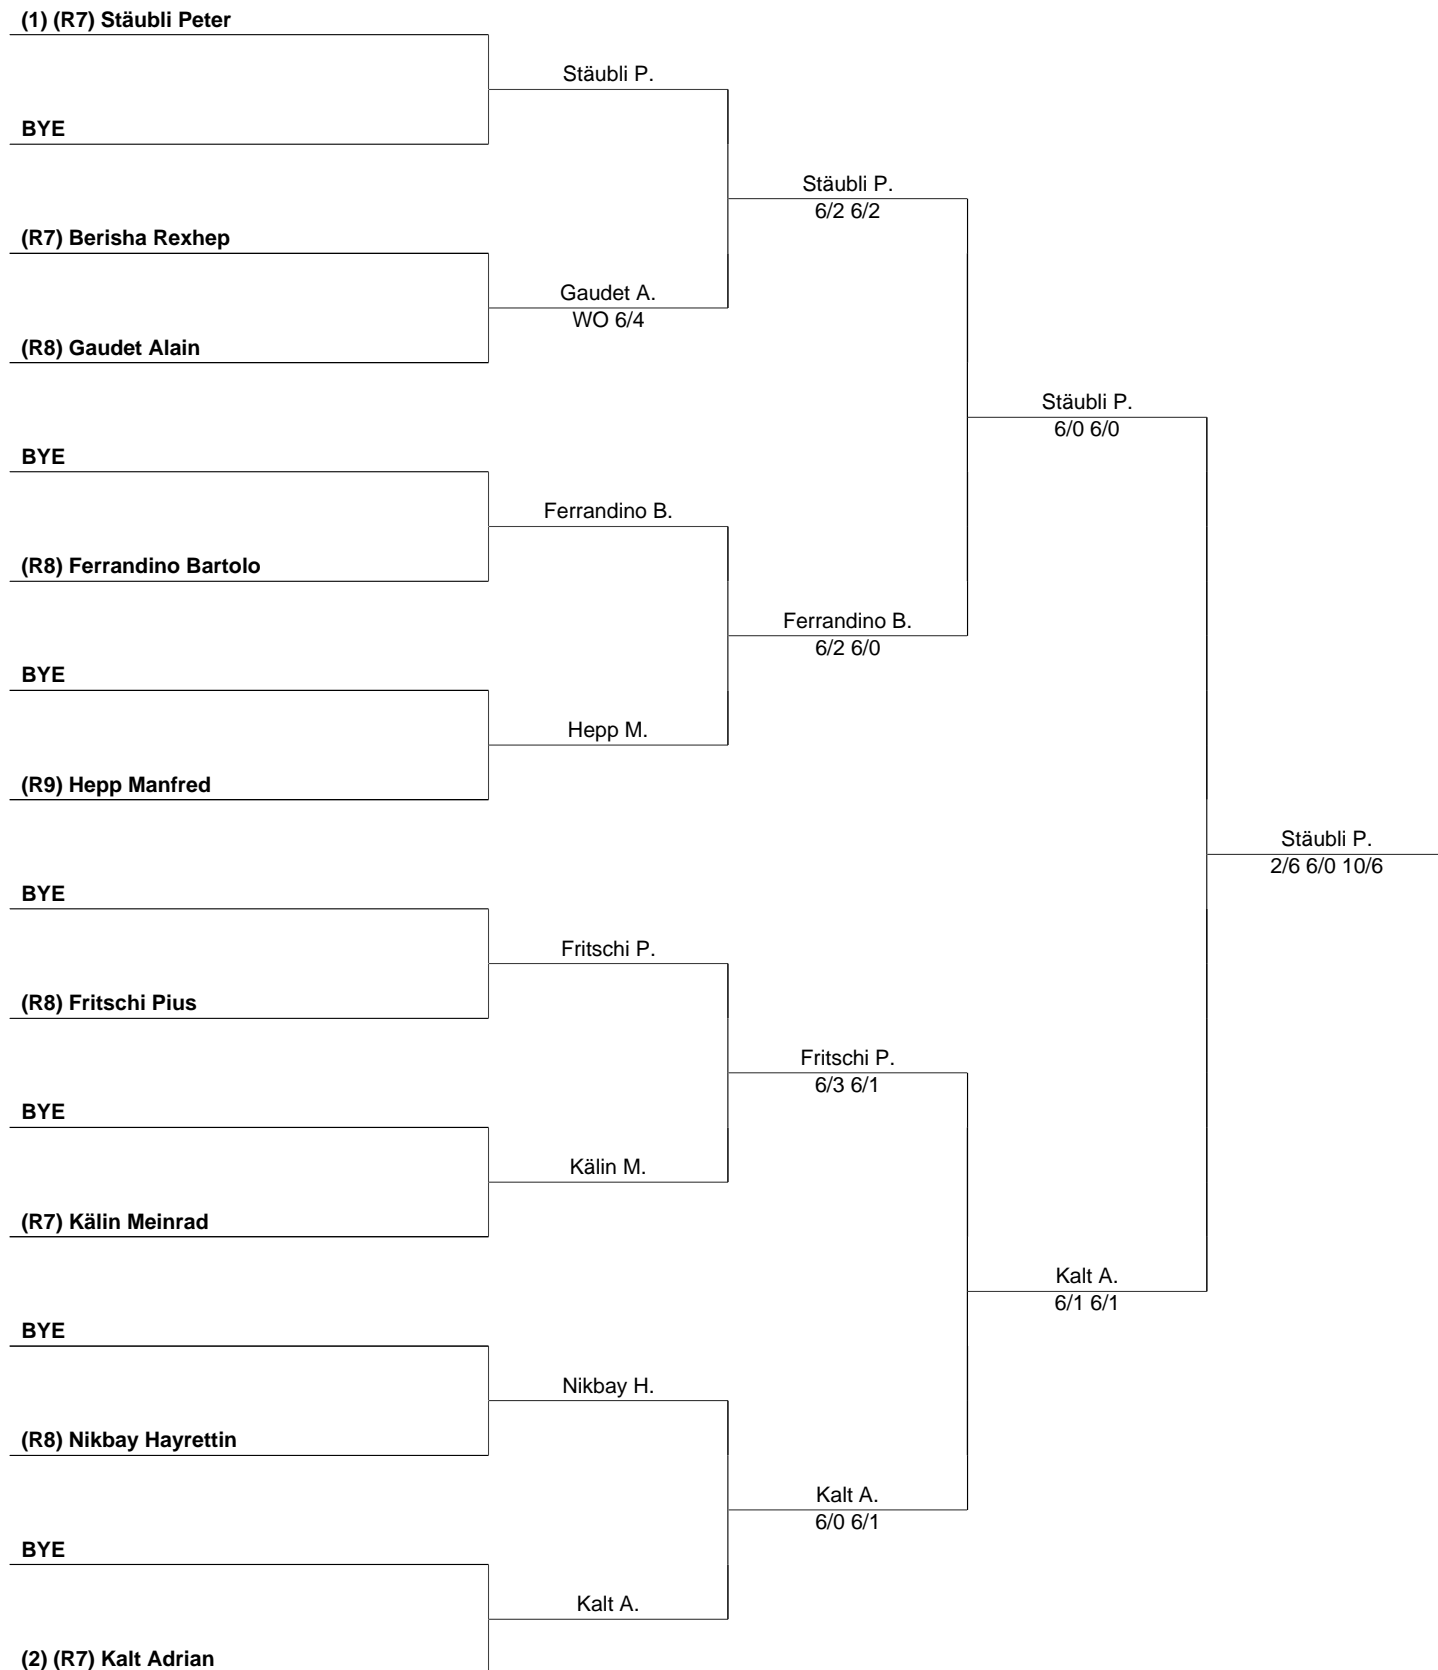 (1) (R7) Stäubli Peter
Stäubli P.
BYE
Stäubli P.
6/2 6/2
(R7) Berisha Rexhep
Gaudet A.
WO 6/4
(R8) Gaudet Alain
Stäubli P.
6/0 6/0
BYE
Ferrandino B.
(R8) Ferrandino Bartolo
Ferrandino B.
6/2 6/0
BYE
Hepp M.
(R9) Hepp Manfred
Stäubli P.
2/6 6/0 10/6
BYE
Fritschi P.
(R8) Fritschi Pius
Fritschi P.
6/3 6/1
BYE
Kälin M.
(R7) Kälin Meinrad
Kalt A.
6/1 6/1
BYE
Nikbay H.
(R8) Nikbay Hayrettin
Kalt A.
6/0 6/1
BYE
Kalt A.
(2) (R7) Kalt Adrian